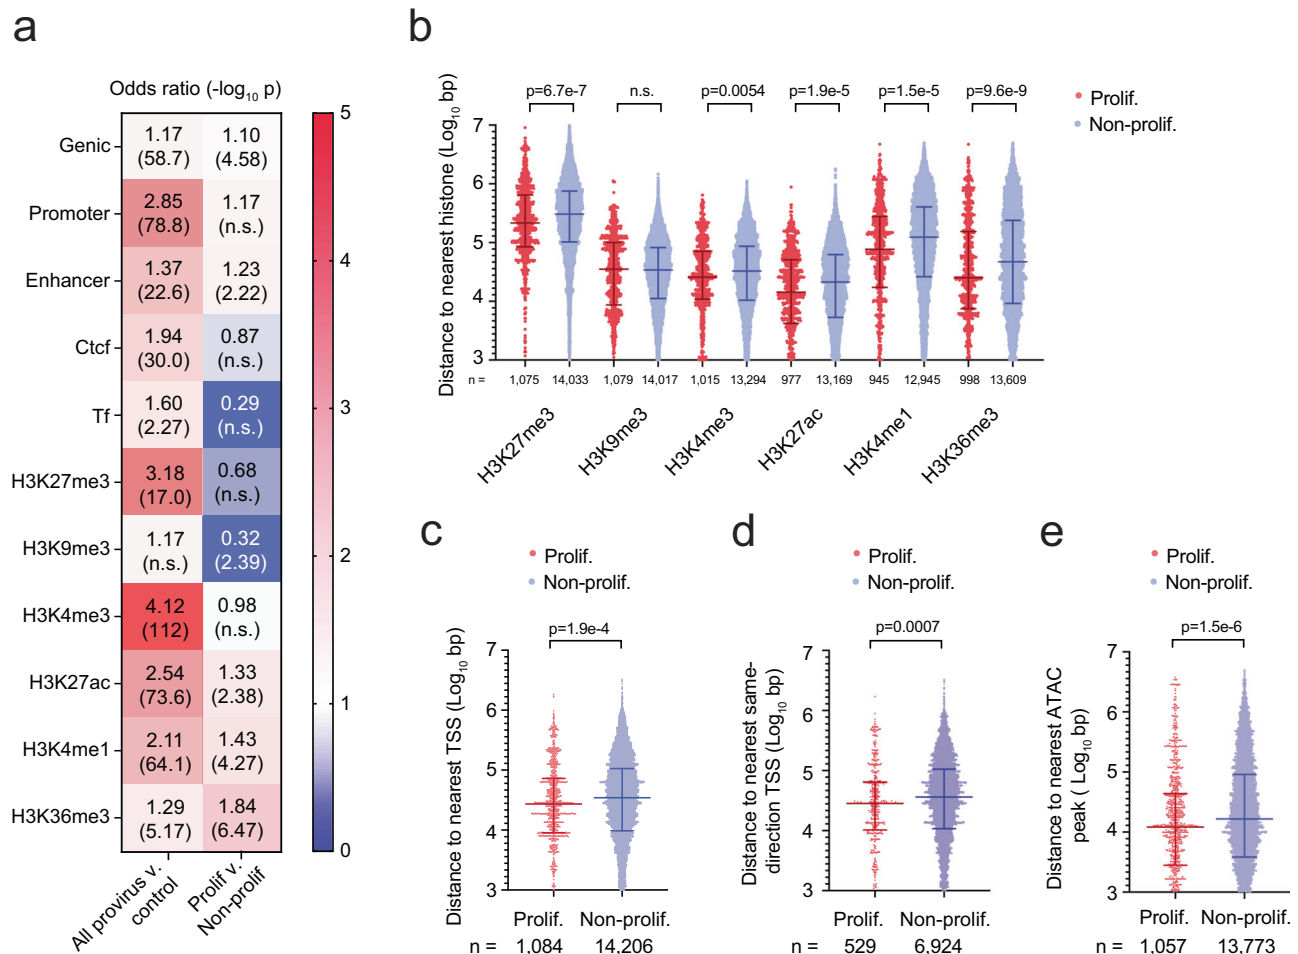 a
Odds ratio (-log10 p)
Genic
1.17
(58.7)
1.10
(4.58)
Promoter
2.85
(78.8)
1.17
(n.s.)
Enhancer
1.37
(22.6)
1.23
(2.22)
Ctcf
1.94
(30.0)
0.87
(n.s.)
Tf
1.60
(2.27)
0.29
(n.s.)
H3K27me3
3.18
(17.0)
0.68
(n.s.)
H3K9me3
1.17
(n.s.)
0.32
(2.39)
H3K4me3
4.12
(112)
0.98
(n.s.)
H3K27ac
2.54
(73.6)
1.33
(2.38)
H3K4me1
2.11
(64.1)
1.43
(4.27)
H3K36me3
1.29
(5.17)
1.84
(6.47)
All provirus v.
control
Prolif v.
Non-prolif
5
4
3
2
1
0
b
Distance to nearest histone (Log10 bp)
7
6
5
4
3
p=6.7e-7
n.s.
p=0.0054
p=1.9e-5
p=1.5e-5
p=9.6e-9
Prolif.
Non-prolif.
n = 1,075 14,033 1,079 14,017 1,015 13,294 977 13,169 945 12,945 998 13,609
H3K27me3
H3K9me3
H3K4me3
H3K27ac
H3K4me1
H3K36me3
c
Prolif.
Non-prolif.
p=1.9e-4
Distance to nearest TSS (Log10 bp)
7
6
5
4
3
Prolif. Non-prolif.
n = 1,084 14,206
d
Prolif.
Non-prolif.
p=0.0007
Distance to nearest same-
direction TSS (Log10 bp)
7
6
5
4
3
Prolif. Non-prolif.
n = 529 6,924
e
Prolif.
Non-prolif.
p=1.5e-6
Distance to nearest ATAC
peak ( Log10 bp)
7
6
5
4
3
Prolif. Non-prolif.
n = 1,057 13,773